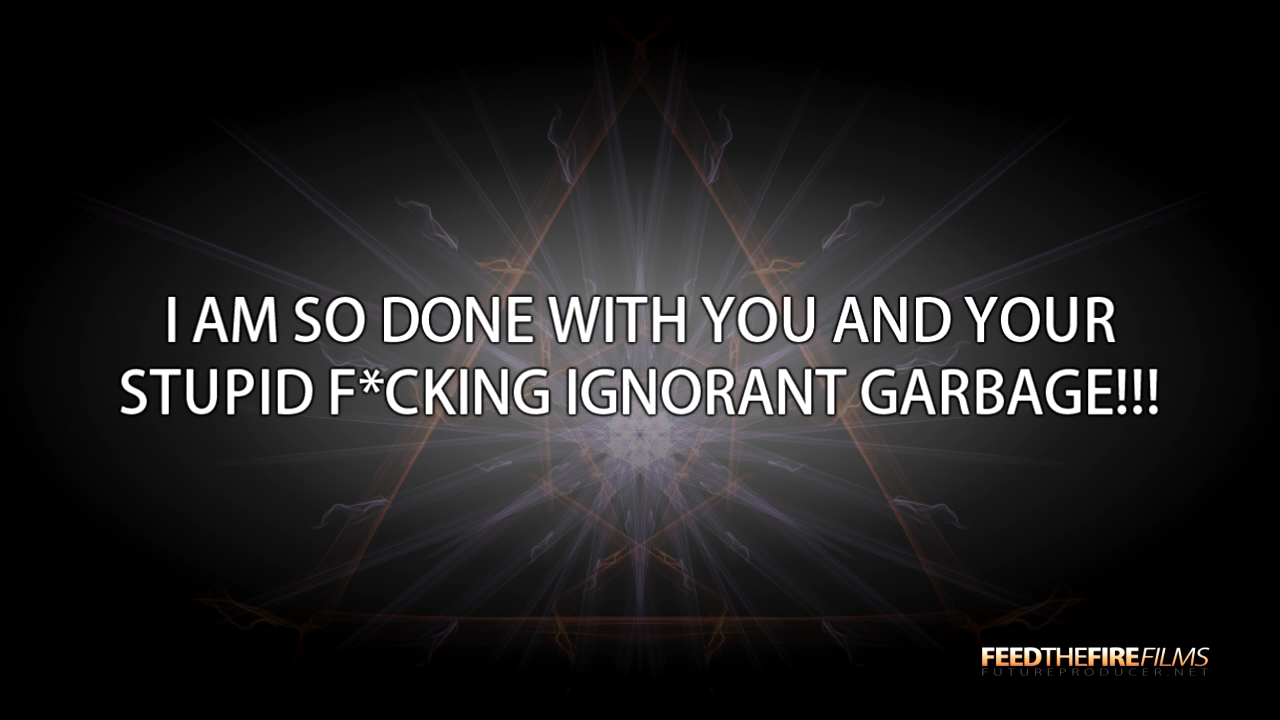 I AM SO DONE WITH YOU AND YOUR
STUPID F*CKING IGNORANT GARBAGE!!!
FEEDTHEFIREFILMS
FUTUREPRODUCER.NET